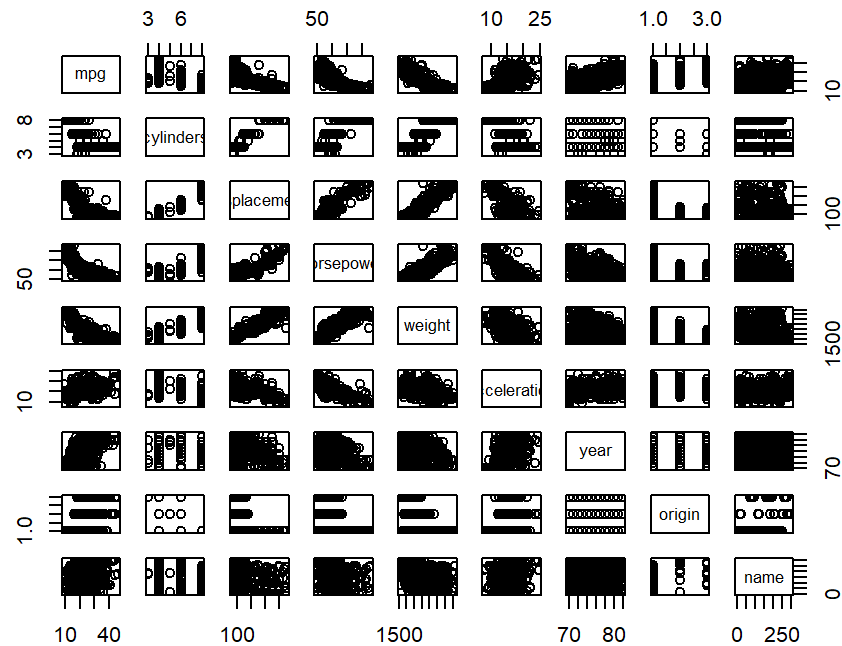 3 6 50 10 25 1.0 3.0
mpg 10
8 3 cylinders
placeme 100
50 orsepowe
weight 1500
10 cceleratio
year 70
1.0 origin
name 0
10 40 100 1500 70 80 0 250